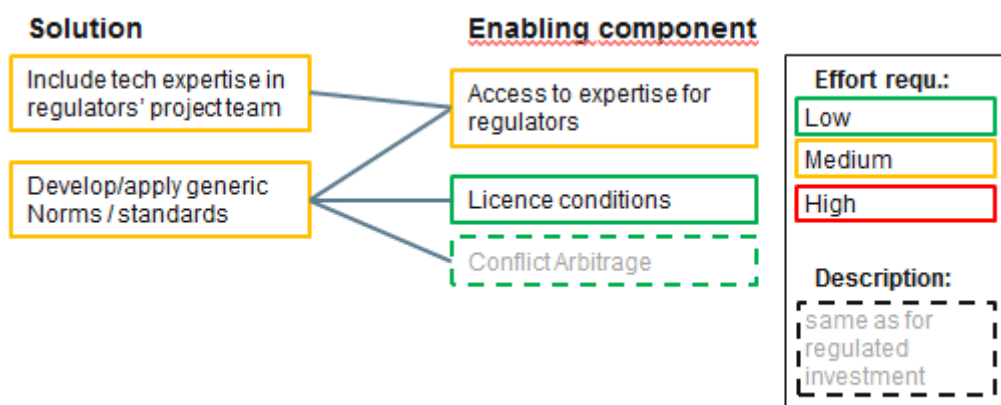 Solution
Include tech expertise in
regulators' project team
Develop/apply generic
Norms / standards
Enabling component
Access to expertise for
regulators
Licence conditions
Conflict Arbitrage
Effort requ.:
Low
Medium
High
Description:
same as for
regulated
investment